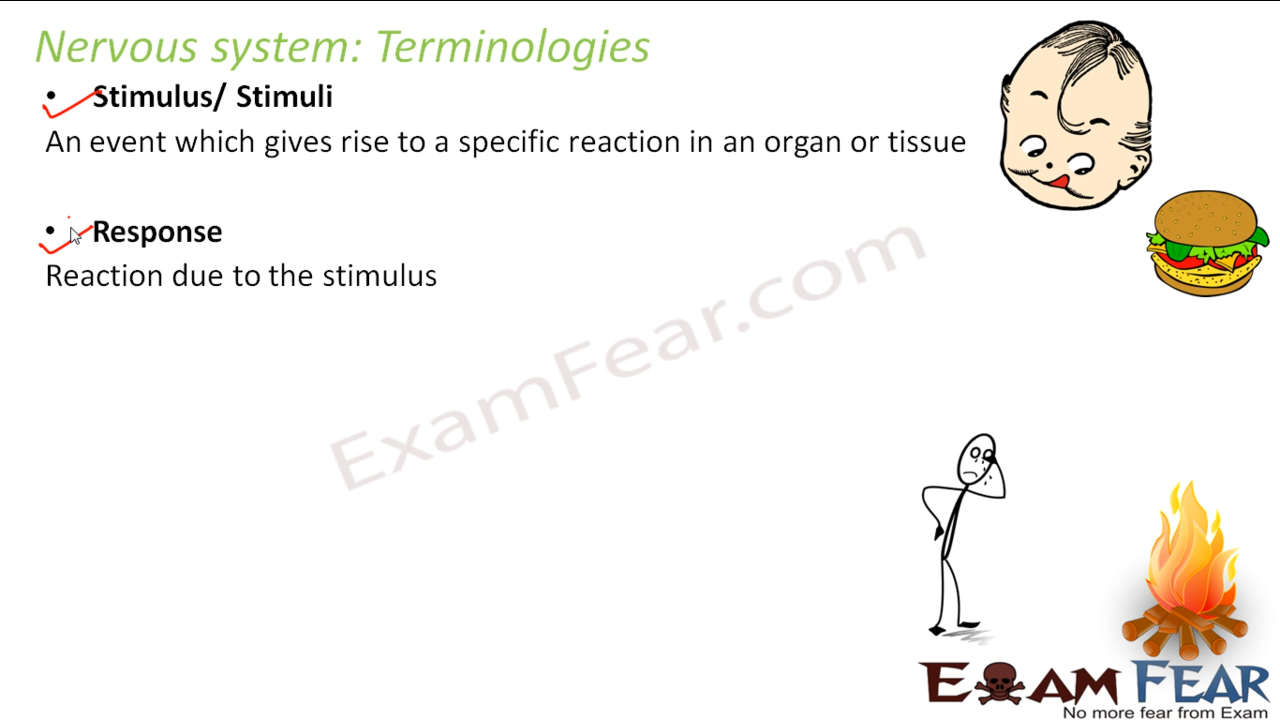 Nervous system: Terminologies
• Stimulus/ Stimuli
An event which gives rise to a specific reaction in an organ or tissue
• Response
Reaction due to the stimulus
ExamFear.com
EXAM FEAR
No more fear from Exam